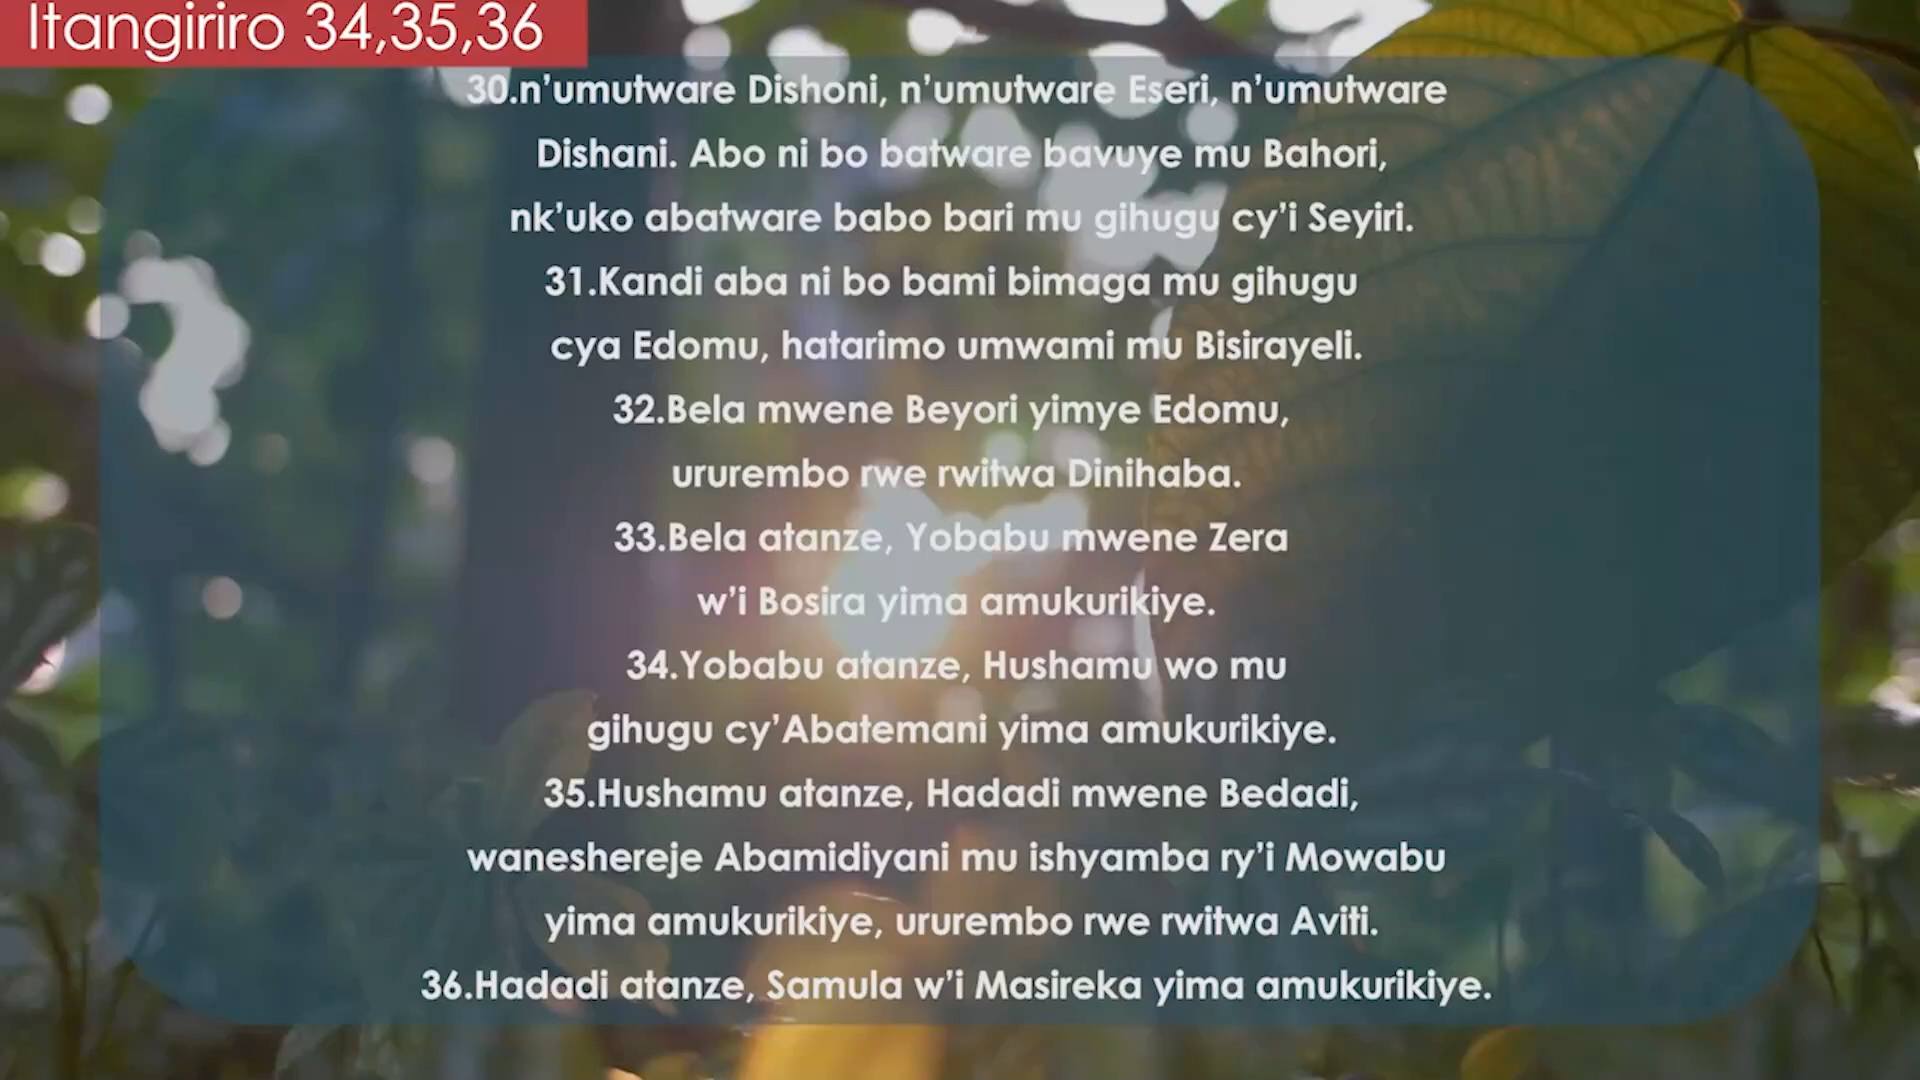 Itangiriro 34,35,36
30.n’umutware Dishoni, n’umutware Eseri, n’umutware
Dishani. Abo ni bo batware bavuye mu Bahori,
nk’uko abatware babo bari mu gihugu cy’i Seyiri.
31.Kandi aba ni bo bami bimaga mu gihugu
cya Edomu, hatarimo umwami mu Bisirayeli.
32.Bela mwene Beyori yimye Edomu,
ururembo rwe rwitwa Dinihaba.
33.Bela atanze, Yobabu mwene Zera
w’i Bosira yima amukurikiye.
34.Yobabu atanze, Hushamu wo mu
gihugu cy’Abatemani yima amukurikiye.
35.Hushamu atanze, Hadadi mwene Bedadi,
waneshereje Abamidiyani mu ishyamba ry’i Mowabu
yima amukurikiye, ururembo rwe rwitwa Aviti.
36.Hadadi atanze, Samula w’i Masireka yima amukurikiye.